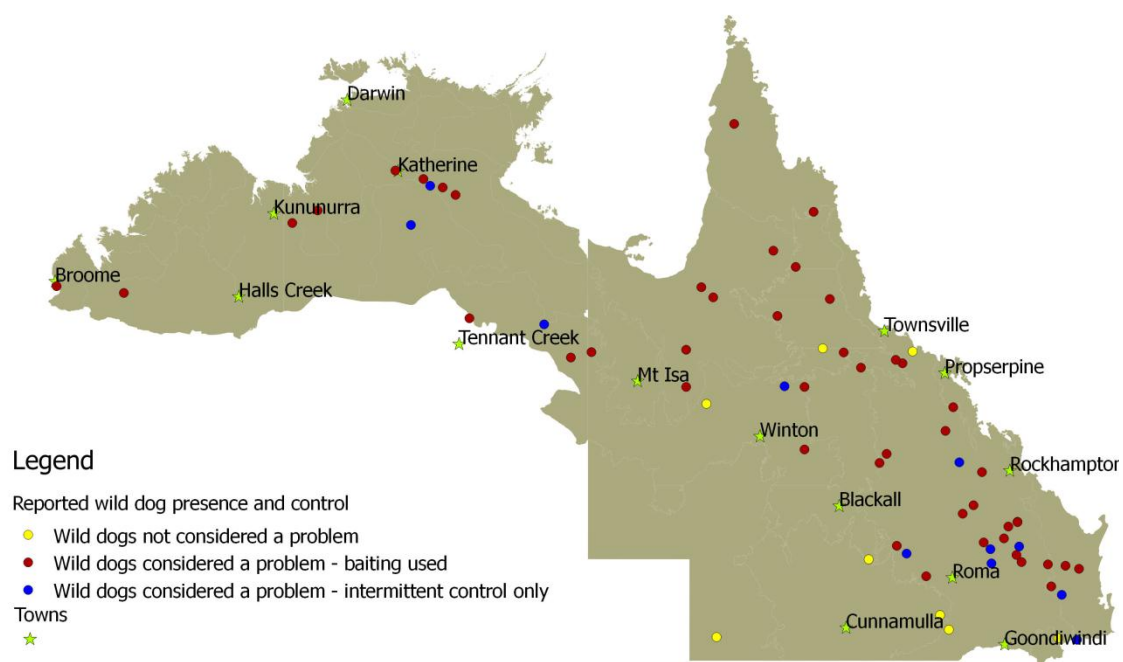 Darwin
Katherine
Kununurra
Broome
Halls Creek
Tennant Creek
Townsville
Mt Isa
Propserpine
Winton
Rockhampton
Blackall
Roma
Cunnamulla
Goondiwindi
Legend
Reported wild dog presence and control
Wild dogs not considered a problem
Wild dogs considered a problem - baiting used
Wild dogs considered a problem - intermittent control only
Towns